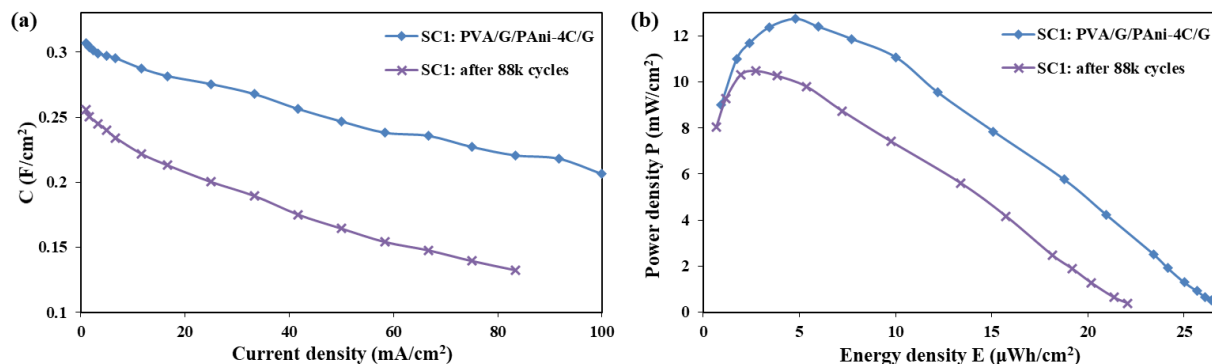 (a)
SC1: PVA/G/PAni-4C/G
SC1: after 88k cycles
C (F/cm²)
0.3
0.25
0.2
0.15
0.1
0 20 40 60 80 100
Current density (mA/cm²)
(b)
SC1: PVA/G/PAni-4C/G
SC1: after 88k cycles
Power density P (mW/cm²)
12
10
8
6
4
2
0
0 5 10 15 20 25
Energy density E (µWh/cm²)